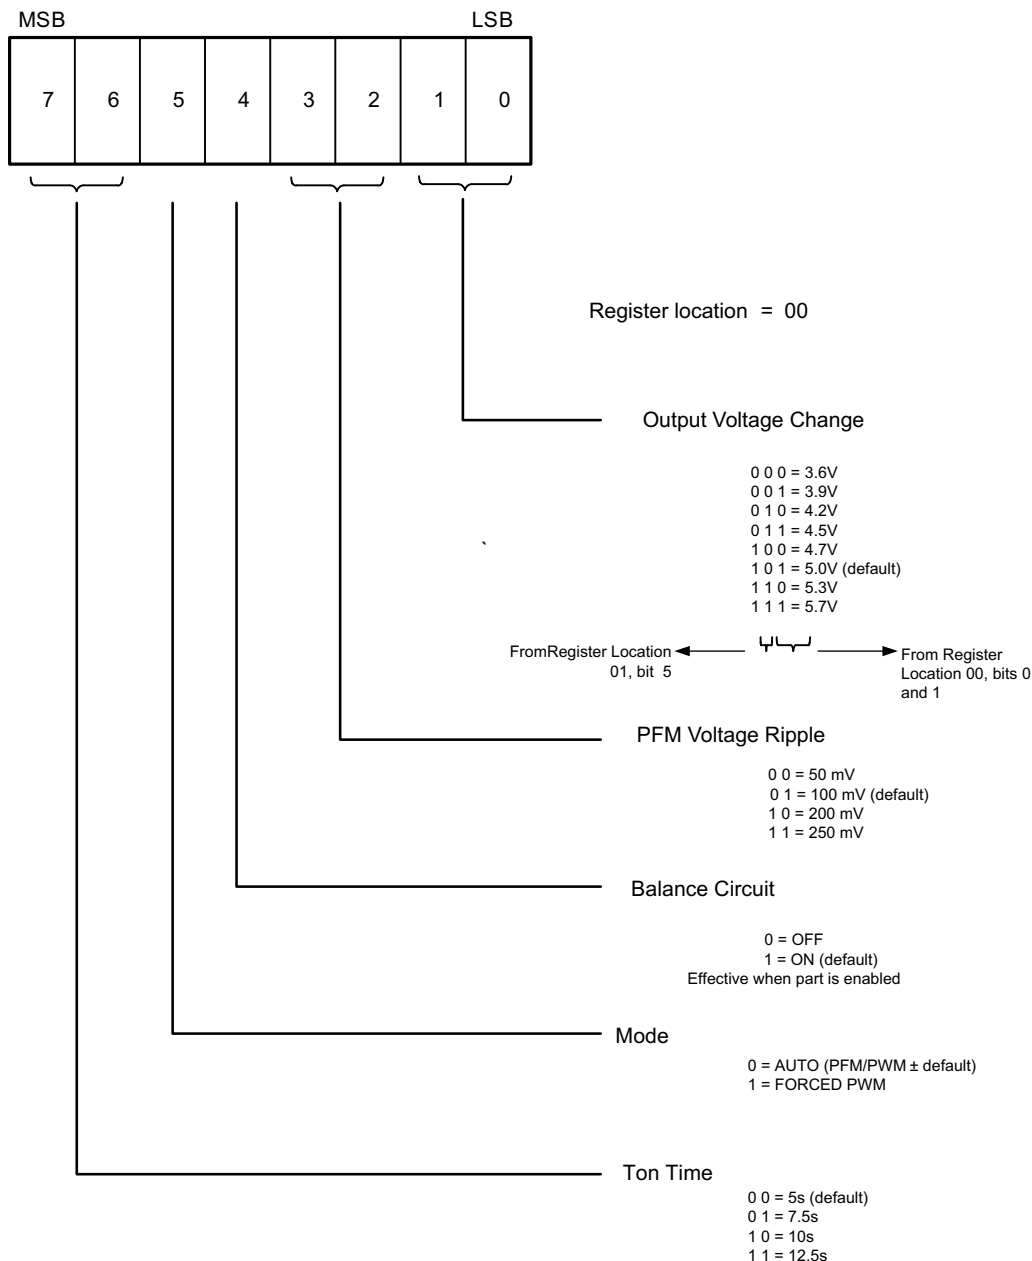 MSB LSB
7 6 5 4 3 2 1 0
Register location = 00
Output Voltage Change
0 0 0 = 3.6V
0 0 1 = 3.9V
0 1 0 = 4.2V
0 1 1 = 4.5V
1 0 0 = 4.7V
1 0 1 = 5.0V (default)
1 1 0 = 5.3V
1 1 1 = 5.7V
FromRegister Location
01, bit 5
From Register
Location 00, bits 0
and 1
PFM Voltage Ripple
0 0 = 50 mV
0 1 = 100 mV (default)
1 0 = 200 mV
1 1 = 250 mV
Balance Circuit
0 = OFF
1 = ON (default)
Effective when part is enabled
Mode
0 = AUTO (PFM/PWM ± default)
1 = FORCED PWM
Ton Time
0 0 = 5s (default)
0 1 = 7.5s
1 0 = 10s
1 1 = 12.5s